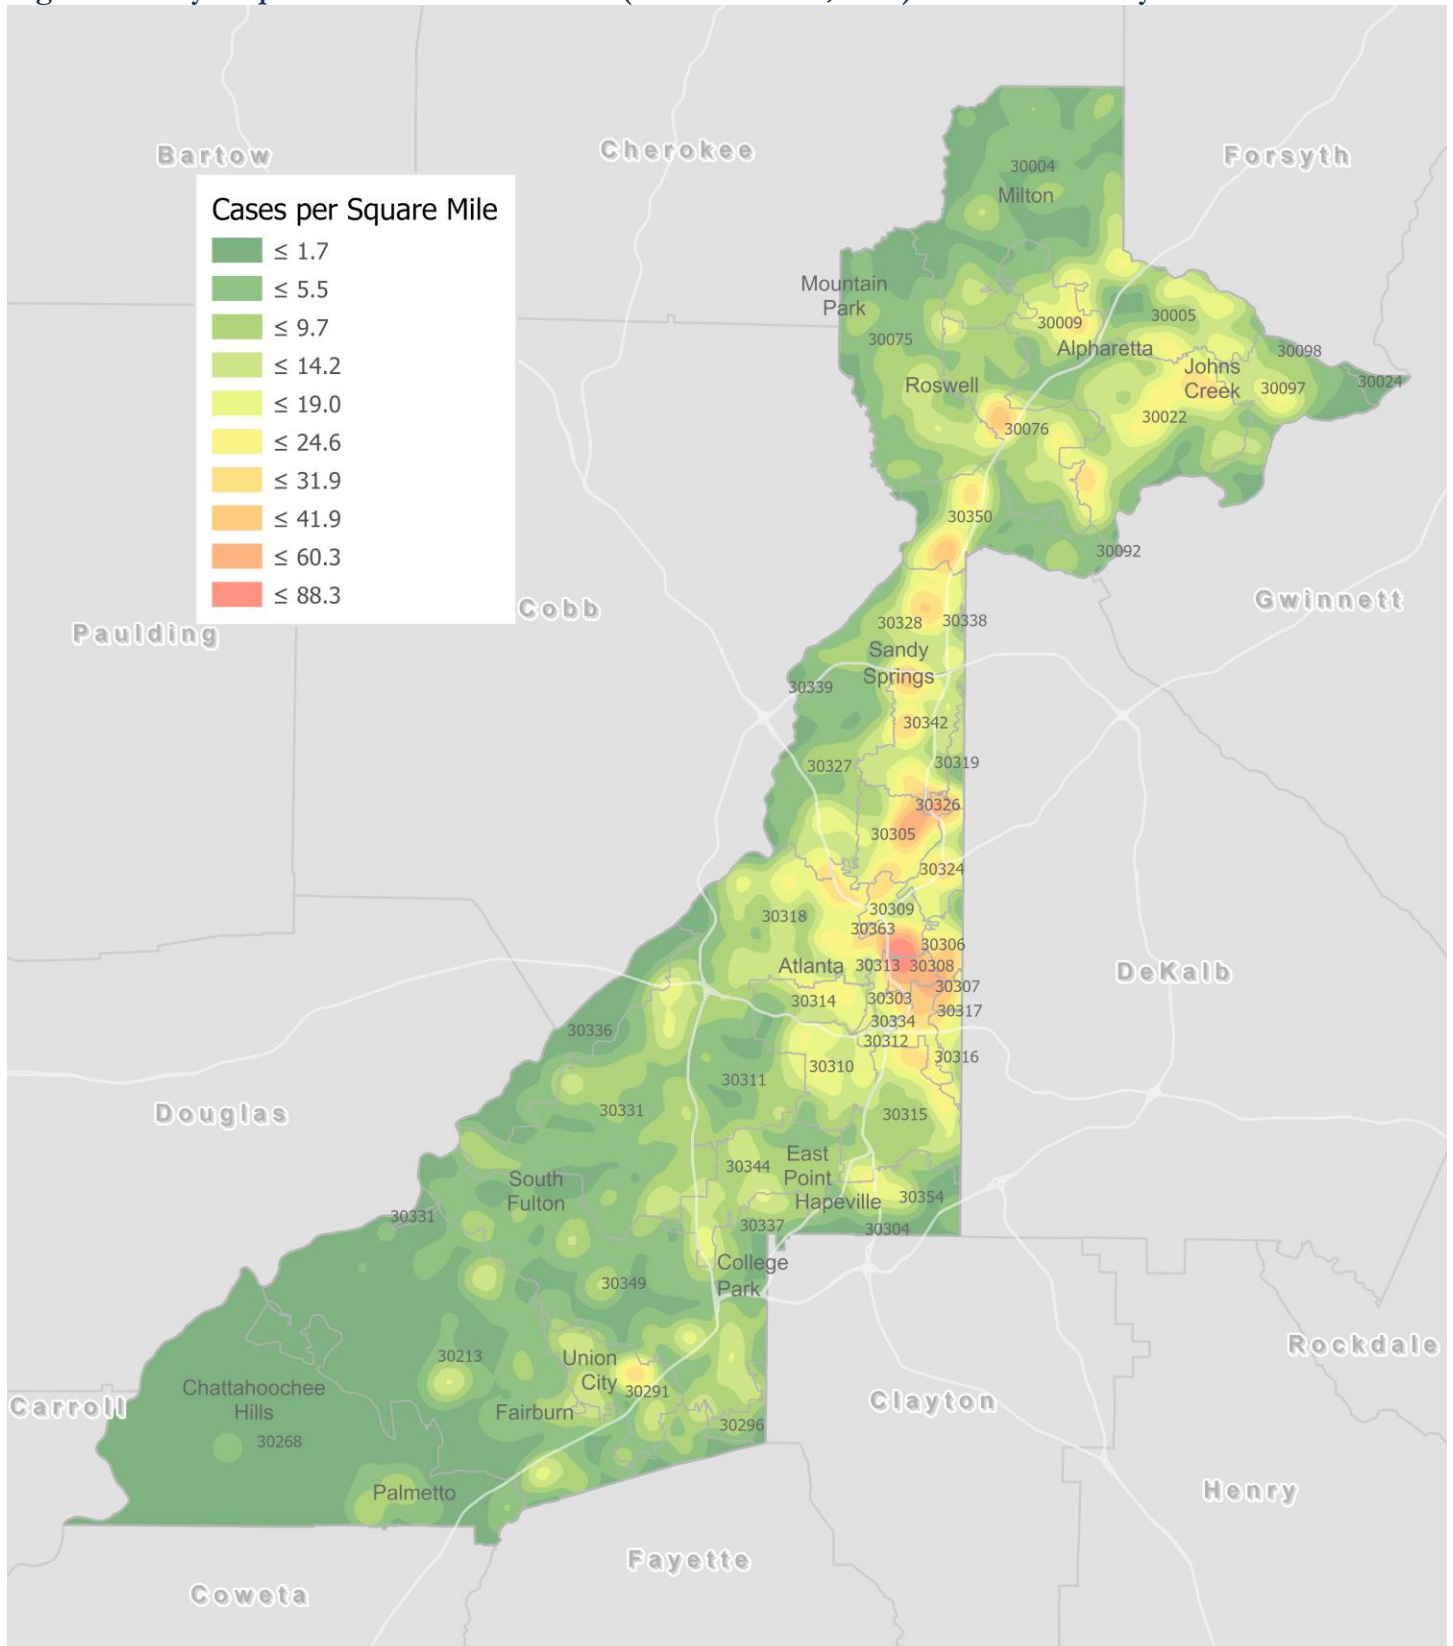 Bartow
Cherokee
Forsyth
Cases per Square Mile
≤ 1.7
≤ 5.5
≤ 9.7
≤ 14.2
≤ 19.0
≤ 24.6
≤ 31.9
≤ 41.9
≤ 60.3
≤ 88.3
30004
Milton
Mountain
Park
30075
30009
30005
Alpharetta
30098
Johns
Creek
30097
30024
Roswell
30022
30076
30350
30092
Cobb
Gwinnett
Paulding
30328
30338
Sandy
Springs
30339
30342
30327
30319
30326
30305
30324
30309
30318
30363
30306
Atlanta
30313
30308
DeKalb
30307
30314
30303
30317
30334
30336
30312
30316
30310
30311
Douglas
30331
30315
East
Point
30344
South
Fulton
Hapeville
30354
30331
30337
30304
College
Park
30349
Rockdale
30213
Union
City
30291
Chattahoochee
Hills
Carroll
Clayton
Fairburn
30296
30268
Palmetto
Henry
Fayette
Coweta